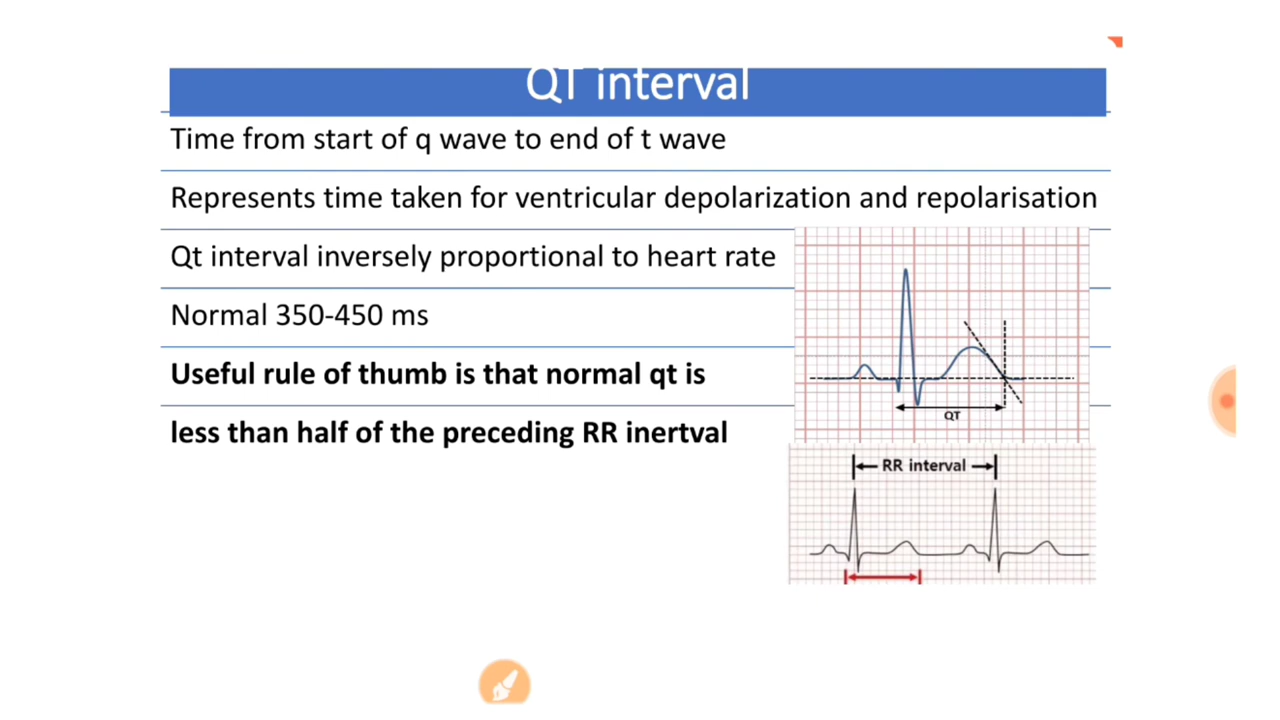 QT interval
Time from start of q wave to end of t wave
Represents time taken for ventricular depolarization and repolarisation
Qt interval inversely proportional to heart rate
Normal 350-450 ms
Useful rule of thumb is that normal qt is
less than half of the preceding RR inertval
QT
RR interval